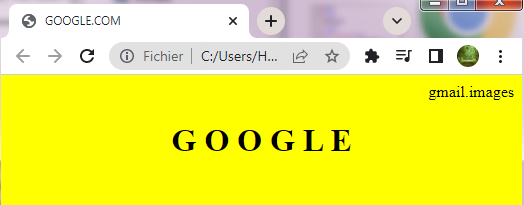 GOOGLE.COM
Fichier
C:/Users/H...
gmail.images
G O O G L E